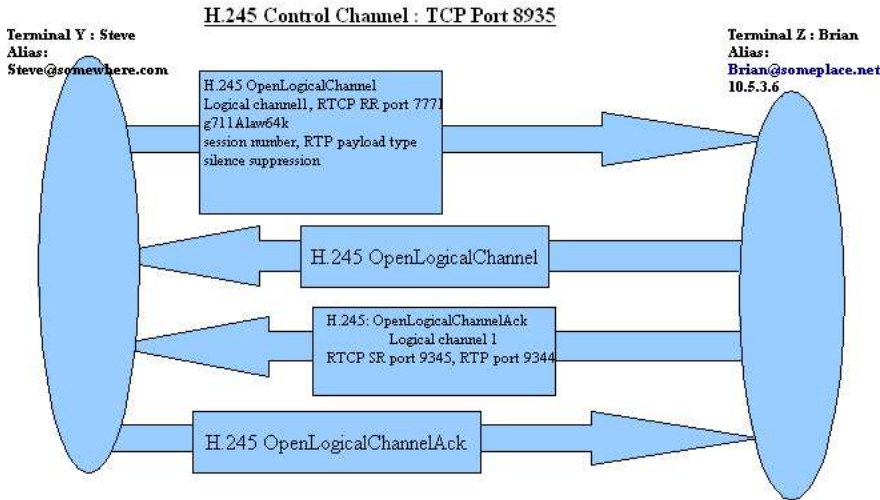 H.245 Control Channel : TCP Port 8935
Terminal Y : Steve
Alias:
Steve@somewhere.com
Terminal Z : Brian
Alias:
Brian@someplace.net
10.5.3.6
H.245 OpenLogicalChannel
Logical channel1, RTCP RR port 7771
g711Alaw64k
session number, RTP payload type
silence suppression
H.245 OpenLogicalChannel
H.245: OpenLogicalChannelAck
Logical channel 1
RTCP SR port 9345, RTP port 9344
H.245 OpenLogicalChannelAck